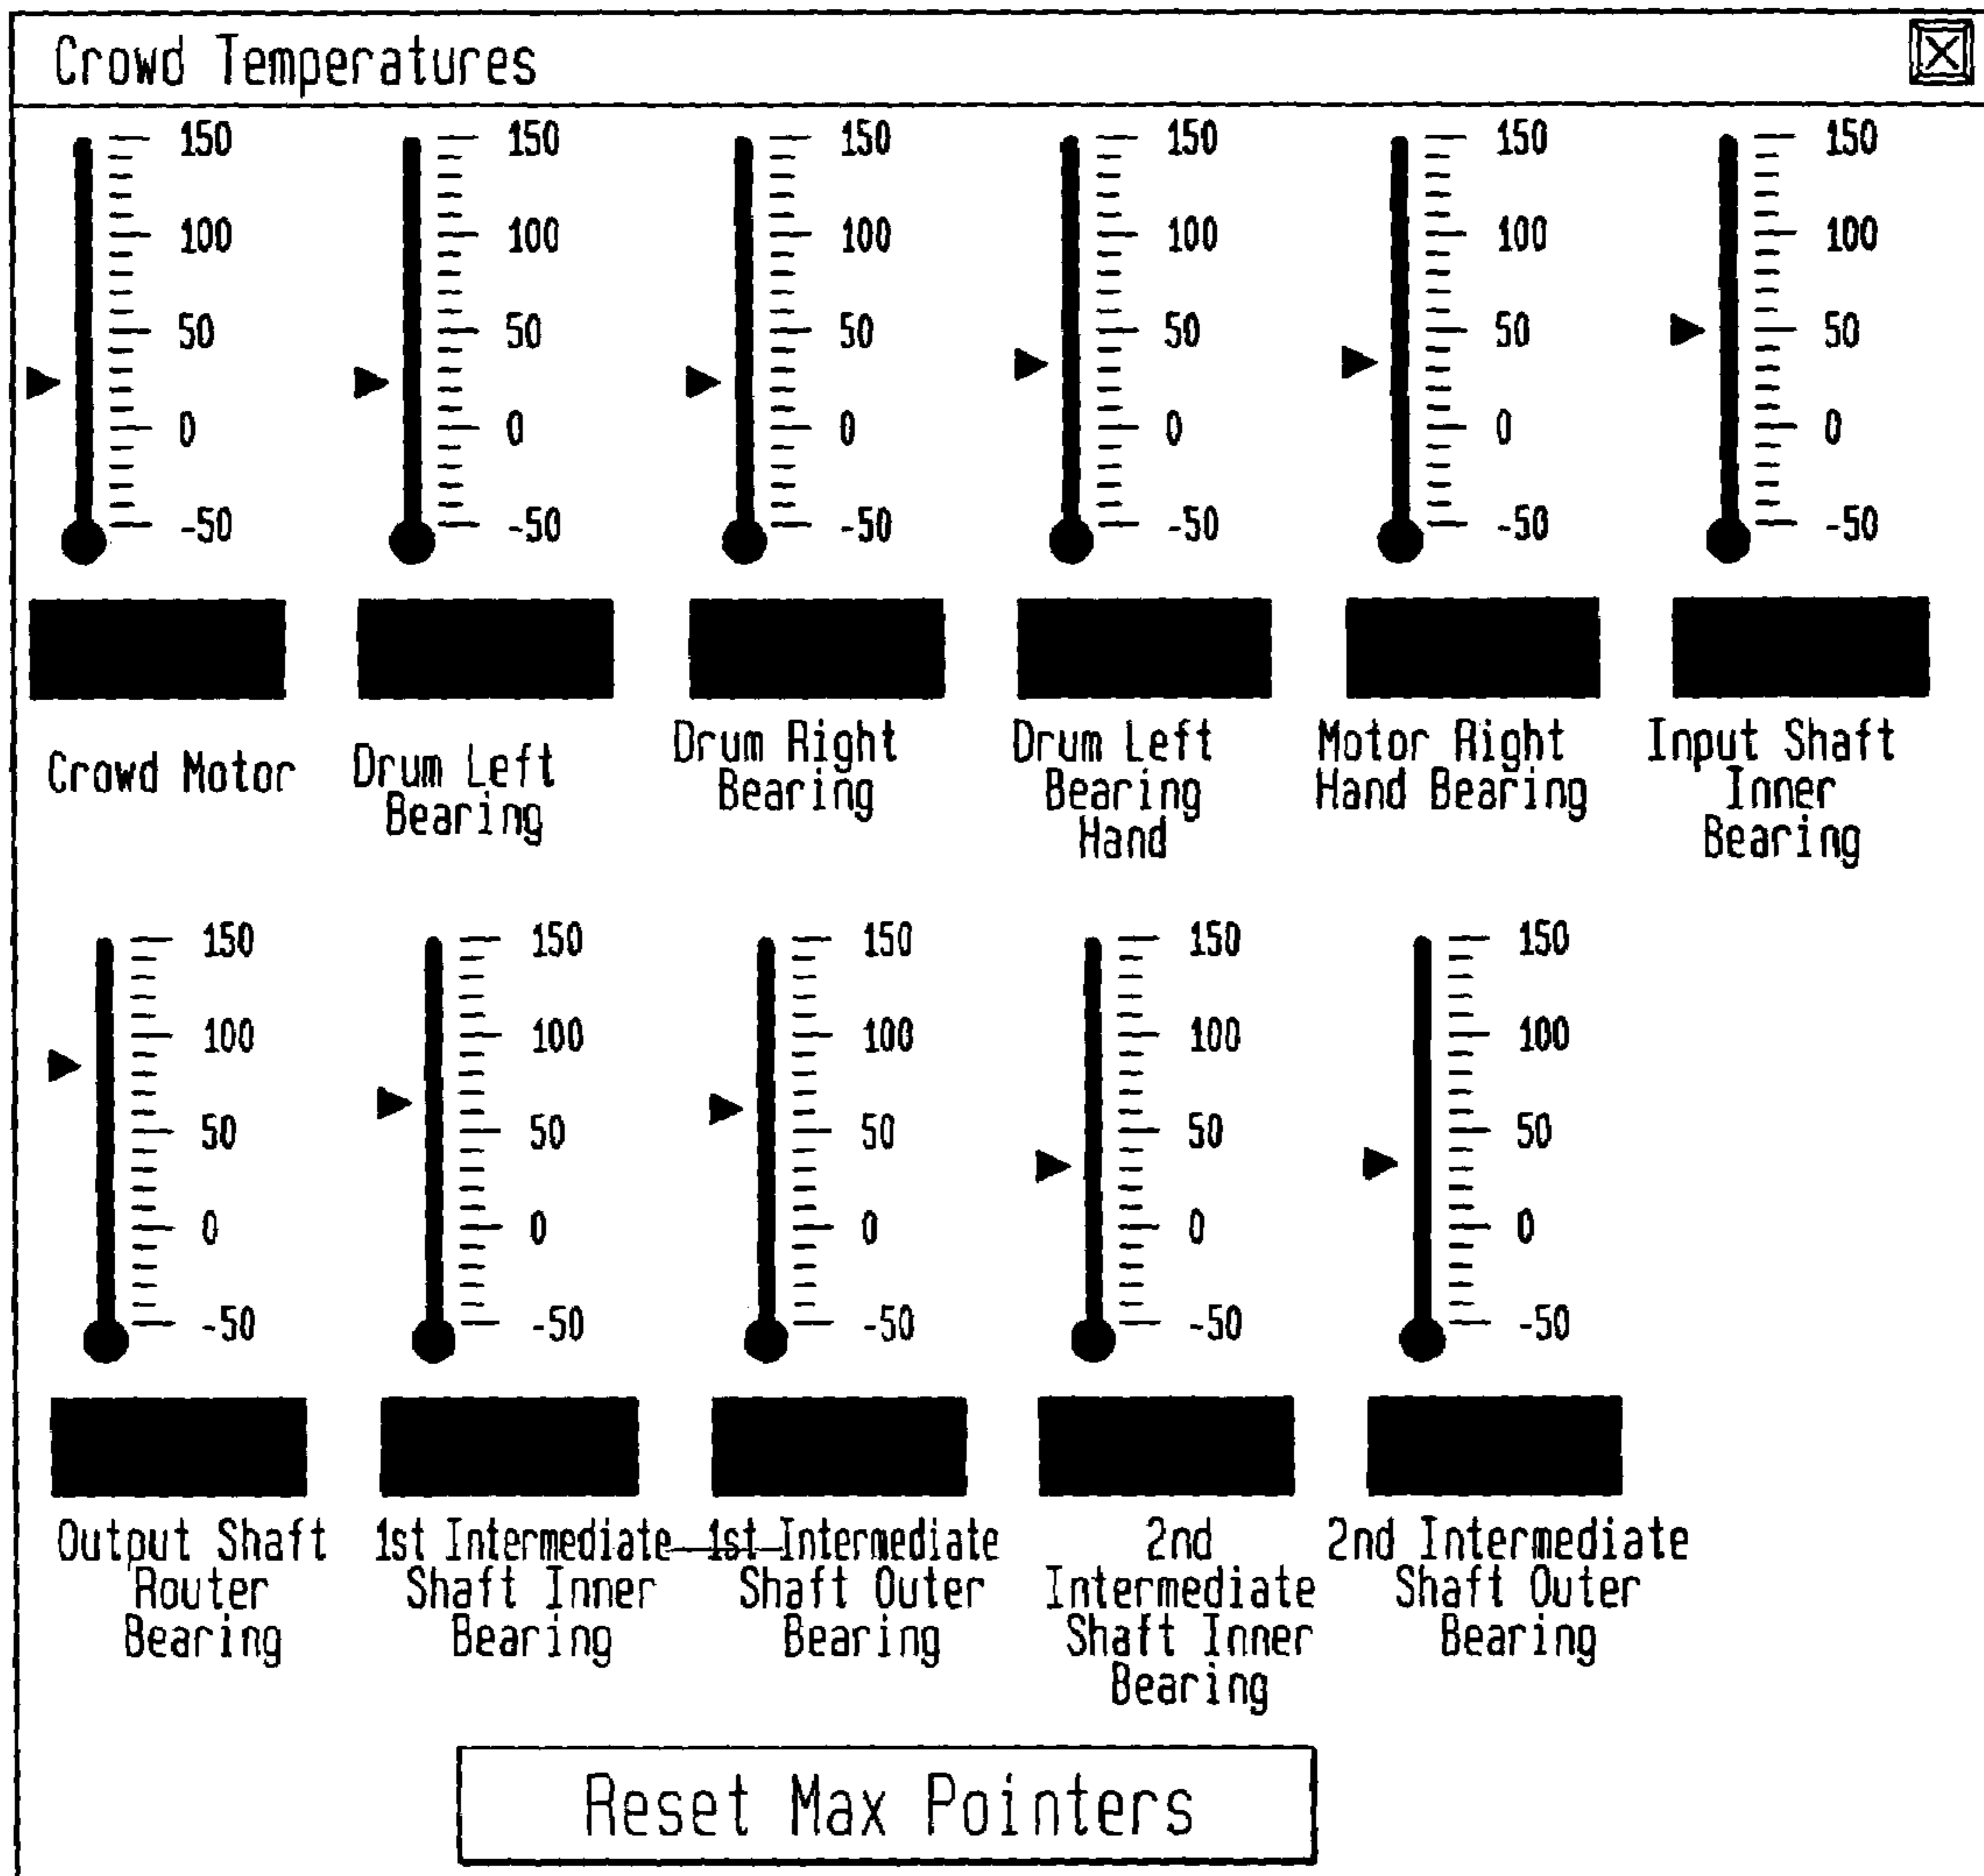 Crowd Temperatures
150 150 150 150 150 150
100 100 100 100 100 100
50 50 50 50 50 50
0 0 0 0 0 0
-50 -50 -50 -50 -50 -50
Crowd Motor
Drum Left
Bearing
Drum Right
Bearing
Drum Left
Bearing
Hand
Motor Right
Hand Bearing
Input Shaft
Inner
Bearing
150 150 150 150 150
100 100 100 100 100
50 50 50 50 50
0 0 0 0 0
-50 -50 -50 -50 -50
Output Shaft
Router
Bearing
1st Intermediate
Shaft Inner
Bearing
1st Intermediate
Shaft Outer
Bearing
2nd
Intermediate
Shaft Inner
Bearing
2nd Intermediate
Shaft Outer
Bearing
Reset Max Pointers